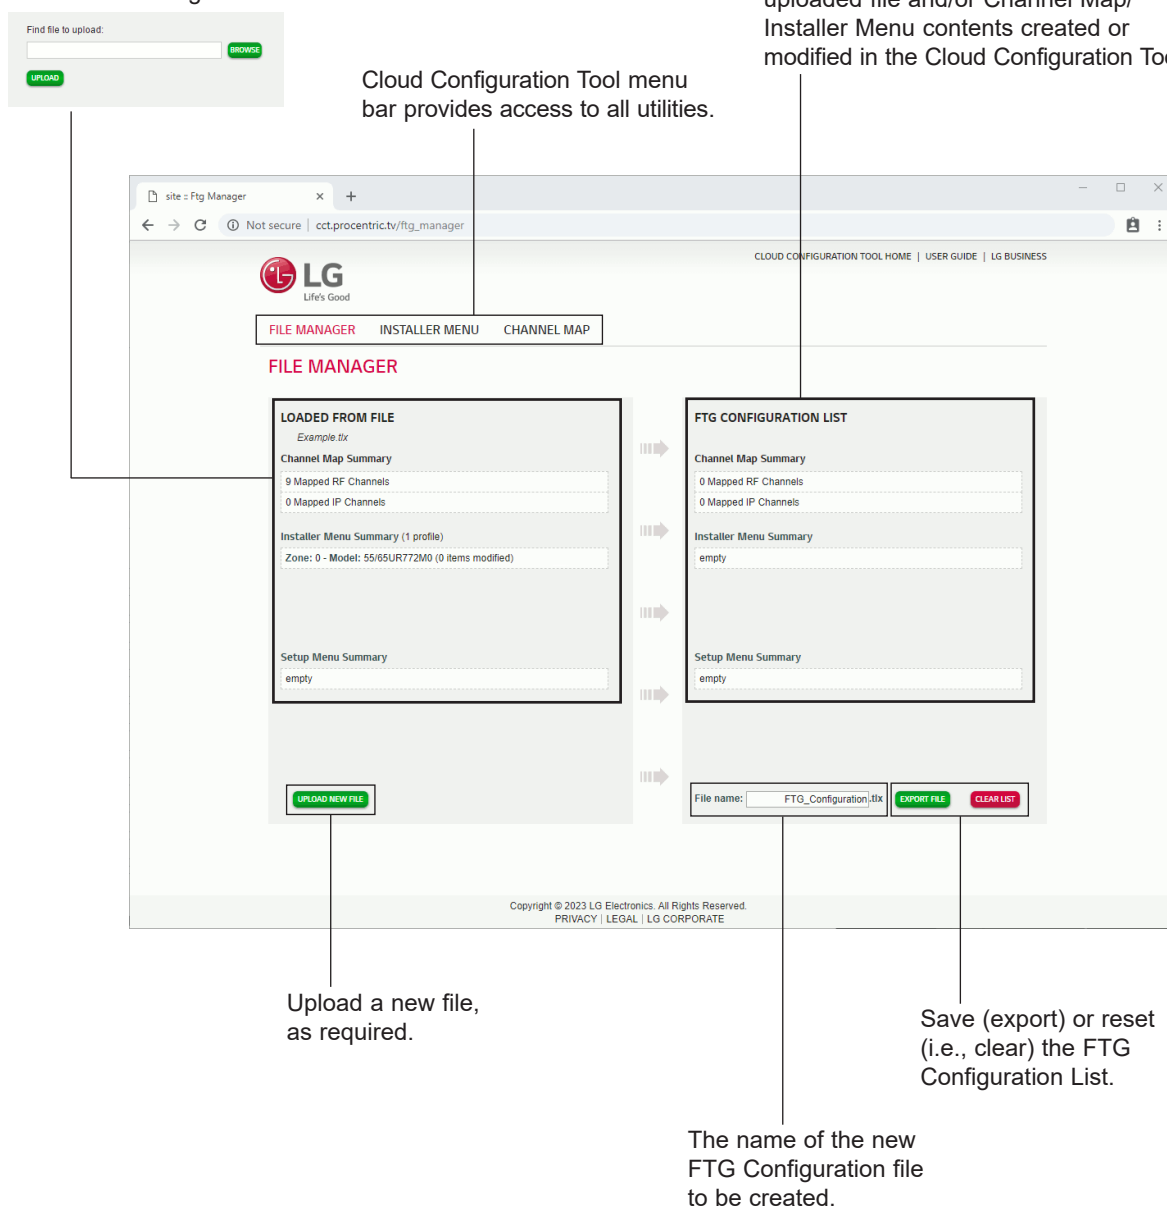 Find file to upload:
BROWSE
UPLOAD
uploaded file and/or Channel Map/
Installer Menu contents created or
modified in the Cloud Configuration
Cloud Configuration Tool menu
bar provides access to all utilities.
site :: Ftg Manager
Not secure | cct.procentric.tv/ftg_manager
CLOUD CONFIGURATION TOOL HOME | USER GUIDE | LG BUSINESS
LG
Life's Good
FILE MANAGER INSTALLER MENU CHANNEL MAP
FILE MANAGER
LOADED FROM FILE
Example.tlx
Channel Map Summary
9 Mapped RF Channels
0 Mapped IP Channels
Installer Menu Summary (1 profile)
Zone: 0 - Model: 55/65UR772M0 (0 items modified)
Setup Menu Summary
empty
UPLOAD NEW FILE
FTG CONFIGURATION LIST
Channel Map Summary
0 Mapped RF Channels
0 Mapped IP Channels
Installer Menu Summary
empty
Setup Menu Summary
empty
File name: FTG_Configuration .tlx EXPORT FILE CLEAR LIST
Copyright © 2023 LG Electronics. All Rights Reserved.
PRIVACY | LEGAL | LG CORPORATE
Upload a new file,
as required.
Save (export) or reset
(i.e., clear) the FTG
Configuration List.
The name of the new
FTG Configuration file
to be created.